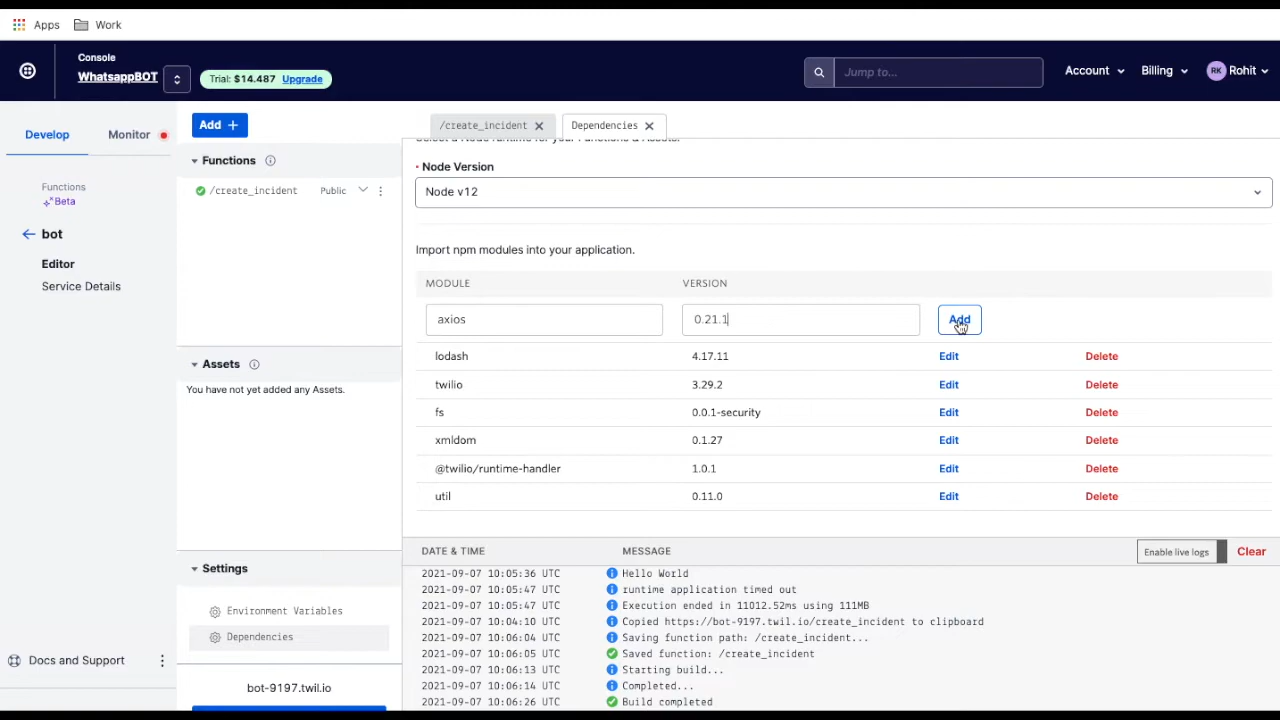 Apps Work
Console
WhatsappBOT
Trial: $14.487 Upgrade
Jump to...
Account
Billing
RK Rohit
Develop
Monitor
Functions
Beta
bot
Editor
Service Details
Docs and Support
Add +
Functions
/create_incident Public
Assets
You have not yet added any Assets.
Settings
Environment Variables
Dependencies
bot-9197.twil.io
/create_incident
Dependencies
Node Version
Node v12
Import npm modules into your application.
MODULE VERSION
axios 0.21.1 Add
lodash 4.17.11 Edit Delete
twilio 3.29.2 Edit Delete
fs 0.0.1-security Edit Delete
xmldom 0.1.27 Edit Delete
@twilio/runtime-handler 1.0.1 Edit Delete
util 0.11.0 Edit Delete
DATE & TIME MESSAGE Enable live logs Clear
2021-09-07 10:05:36 UTC Hello World
2021-09-07 10:05:47 UTC runtime application timed out
2021-09-07 10:05:47 UTC Execution ended in 11012.52ms using 111MB
2021-09-07 10:04:10 UTC Copied https://bot-9197.twil.io/create_incident to clipboard
2021-09-07 10:06:04 UTC Saving function path: /create_incident...
2021-09-07 10:06:05 UTC Saved function: /create_incident
2021-09-07 10:06:13 UTC Starting build...
2021-09-07 10:06:14 UTC Completed...
2021-09-07 10:06:26 UTC Build completed